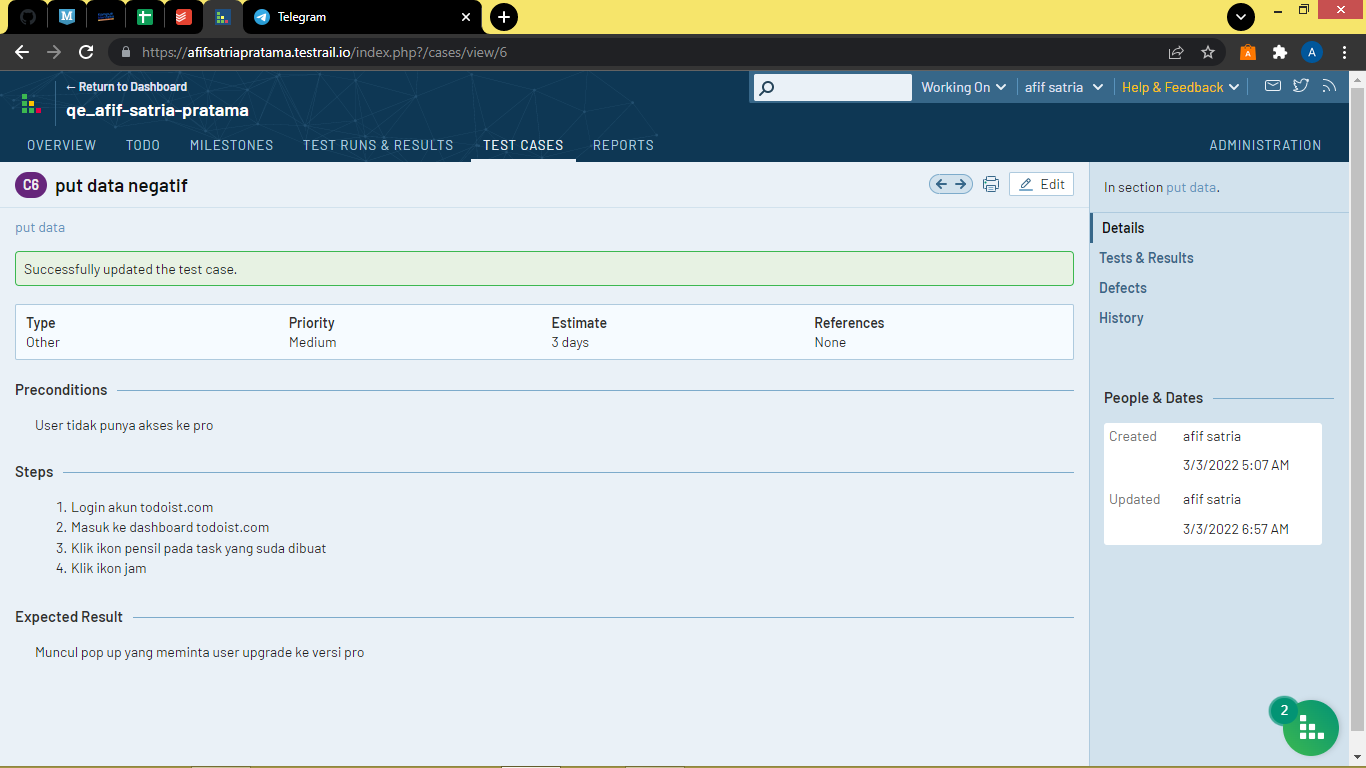 Telegram
https://afifsatriapratama.testrail.io/index.php?/cases/view/6
A
← Return to Dashboard
qe_afif-satria-pratama
Working On
afif satria
Help & Feedback
OVERVIEW
TODO
MILESTONES
TEST RUNS & RESULTS
TEST CASES
REPORTS
ADMINISTRATION
C6 put data negatif
Edit
put data
Successfully updated the test case.
Type
Other
Priority
Medium
Estimate
3 days
References
None
Preconditions
User tidak punya akses ke pro
Steps
1. Login akun todoist.com
2. Masuk ke dashboard todoist.com
3. Klik ikon pensil pada task yang suda dibuat
4. Klik ikon jam
Expected Result
Muncul pop up yang meminta user upgrade ke versi pro
In section put data.
Details
Tests & Results
Defects
History
People & Dates
Created afif satria
3/3/2022 5:07 AM
Updated afif satria
3/3/2022 6:57 AM
2